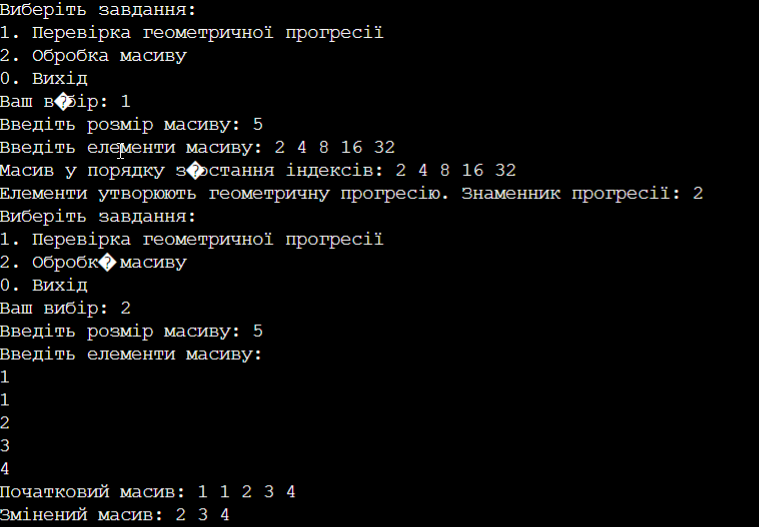 Виберіть завдання:
1. Перевірка геометричної прогресії
2. Обробка масиву
0. Вихід
Ваш в�бір: 1
Введіть розмір масиву: 5
Введіть елементи масиву: 2 4 8 16 32
Масив у порядку з�остання індексів: 2 4 8 16 32
Елементи утворюють геометричну прогресію. Знаменник прогресії: 2
Виберіть завдання:
1. Перевірка геометричної прогресії
2. Обробк� масиву
0. Вихід
Ваш вибір: 2
Введіть розмір масиву: 5
Введіть елементи масиву:
1
1
2
3
4
Початковий масив: 1 1 2 3 4
Змінений масив: 2 3 4